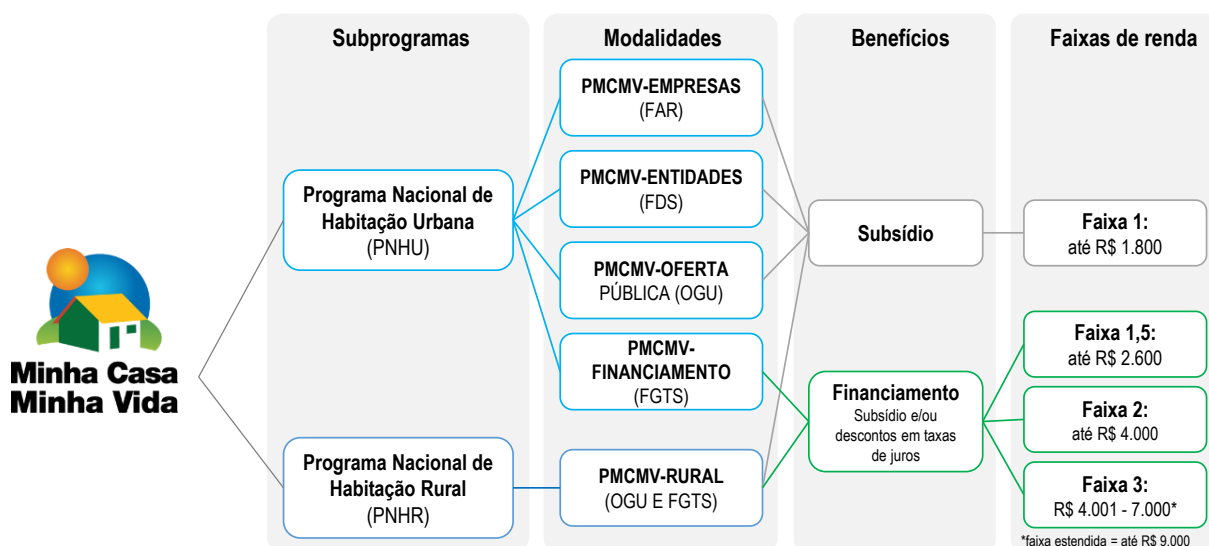 Subprogramas
Modalidades
Benefícios
Faixas de renda
Minha Casa
Minha Vida
Programa Nacional de
Habitação Urbana
(PNHU)
Programa Nacional de
Habitação Rural
(PNHR)
PMCMV-EMPRESAS
(FAR)
PMCMV-ENTIDADES
(FDS)
PMCMV-OFERTA
PÚBLICA (OGU)
PMCMV-
FINANCIAMENTO
(FGTS)
PMCMV-RURAL
(OGU E FGTS)
Subsídio
Financiamento
Subsídio e/ou
descontos em taxas
de juros
Faixa 1:
até R$ 1.800
Faixa 1,5:
até R$ 2.600
Faixa 2:
até R$ 4.000
Faixa 3:
R$ 4.001 - 7.000*
*faixa estendida = até R$ 9.000